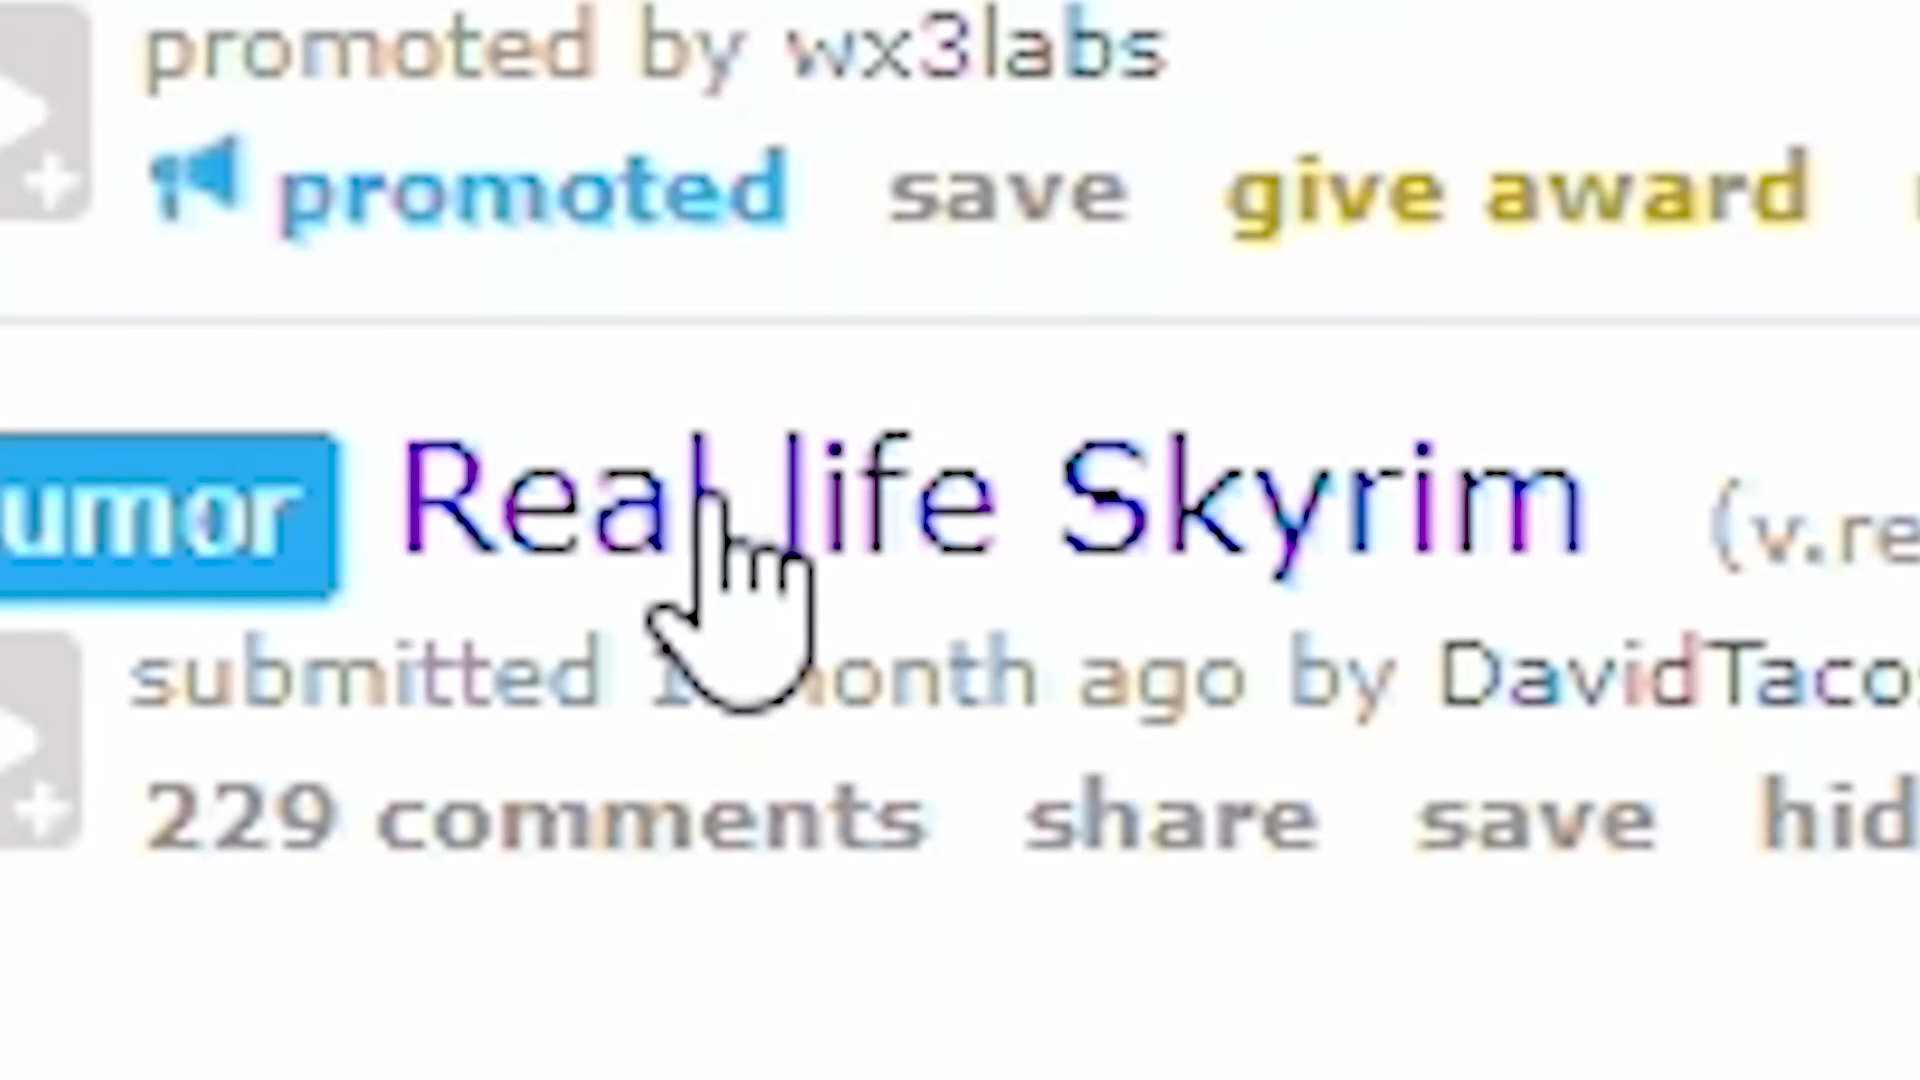 promoted by wx3labs
promoted save give award
umor Real life Skyrim (v.re
submitted 1 month ago by DavidTaco
229 comments share save hid